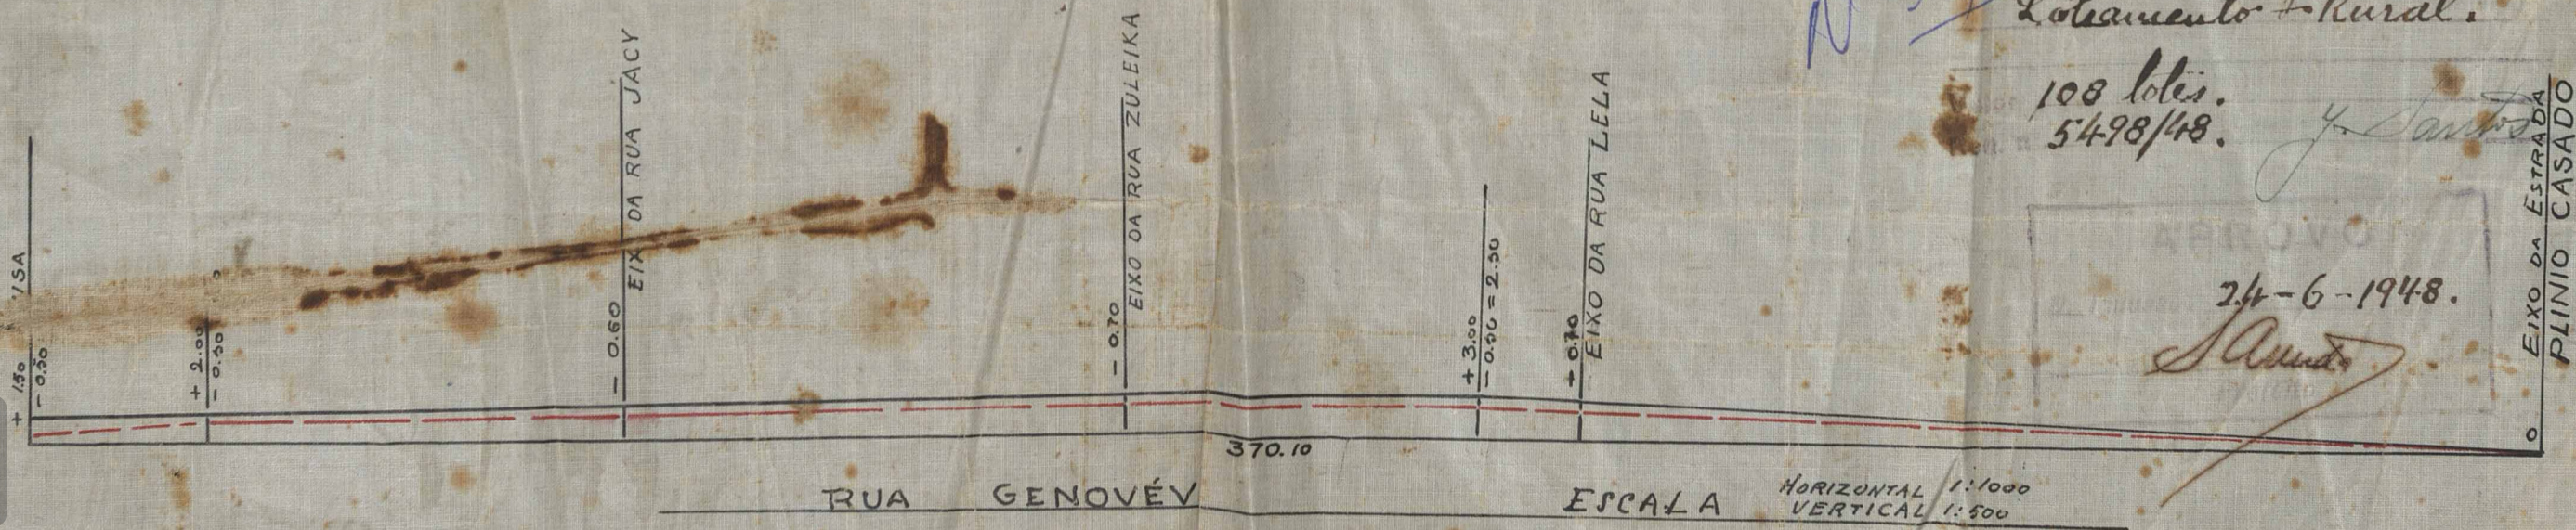 Loteamento Rural.
108 lotes.
5498/48.
Y. Santos
24-6-1948.
ISA
+ 1.50
- 0.50
+ 2.00
- 0.50
EIX DA RUA JACY
- 0.60
EIXO DA RUA ZULEIKA
- 0.70
+ 3.00
- 0.50 = 2.50
EIXO DA RUA LELA
- 0.70
EIXO DA ESTRADA
PLINIO CASADO
0
370.10
RUA GENOVÉV
ESCALA
HORIZONTAL 1:1000
VERTICAL 1:500